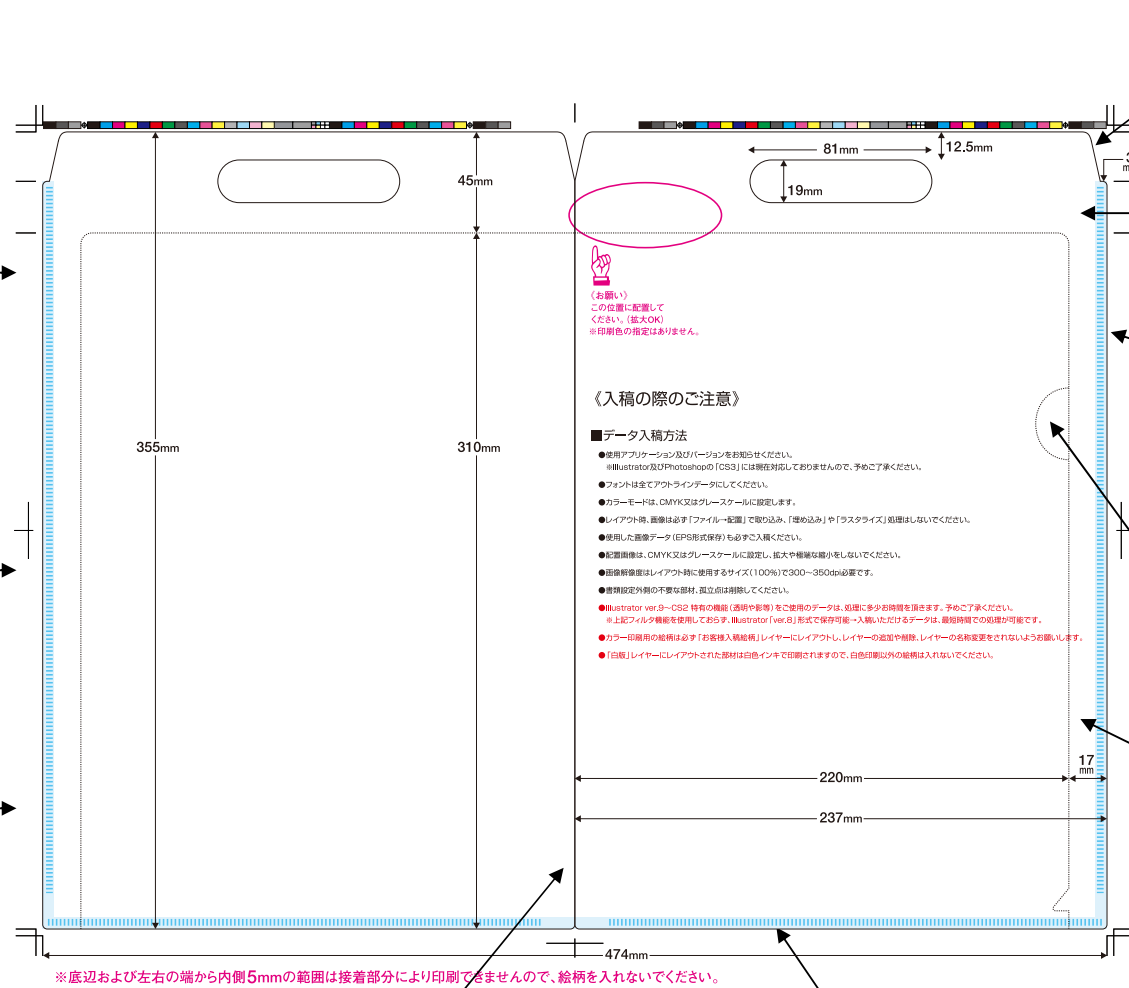 81mm
12.5mm
3
m
45mm
19mm
《お願い》
この位置に配置して
ください。(拡大OK)
※印刷色の指定はありません。
《入稿の際のご注意》
■データ入稿方法
●使用アプリケーション及びバージョンをお知らせください。
※Illustrator及びPhotoshopの「CS3」には現在対応しておりませんので、予めご了承ください。
●フォントは全てアウトラインデータにしてください。
●カラーモードは、CMYK又はグレースケールに設定します。
●レイアウト時、画像は必ず「ファイル→配置」で取り込み、「埋め込み」や「ラスタライズ」処理はしないでください。
●使用した画像データ(EPS形式保存)も必ずご入稿ください。
●配置画像は、CMYK又はグレースケールに設定し、拡大や極端な縮小をしないでください。
●画像解像度はレイアウト時に使用するサイズ(100%)で300〜350dpi必要です。
●書類設定外側の不要な部材、孤立点は削除してください。
●Illustrator ver.9〜CS2 特有の機能(透明や影等)をご使用のデータは、処理に多少お時間を頂きます。予めご了承ください。
※上記フィルタ機能を使用しておらず、Illustrator「ver.8」形式で保存可能→入稿いただけるデータは、最短時間での処理が可能です。
●カラー印刷用の絵柄は必ず「お客様入稿絵柄」レイヤーにレイアウトし、レイヤーの追加や削除、レイヤーの名称変更をされないようお願いします。
●「白版」レイヤーにレイアウトされた部材は白色インキで印刷されますので、白色印刷以外の絵柄は入れないでください。
355mm
310mm
17
mm
220mm
237mm
474mm
※底辺および左右の端から内側5mmの範囲は接着部分により印刷できませんので、絵柄を入れないでください。